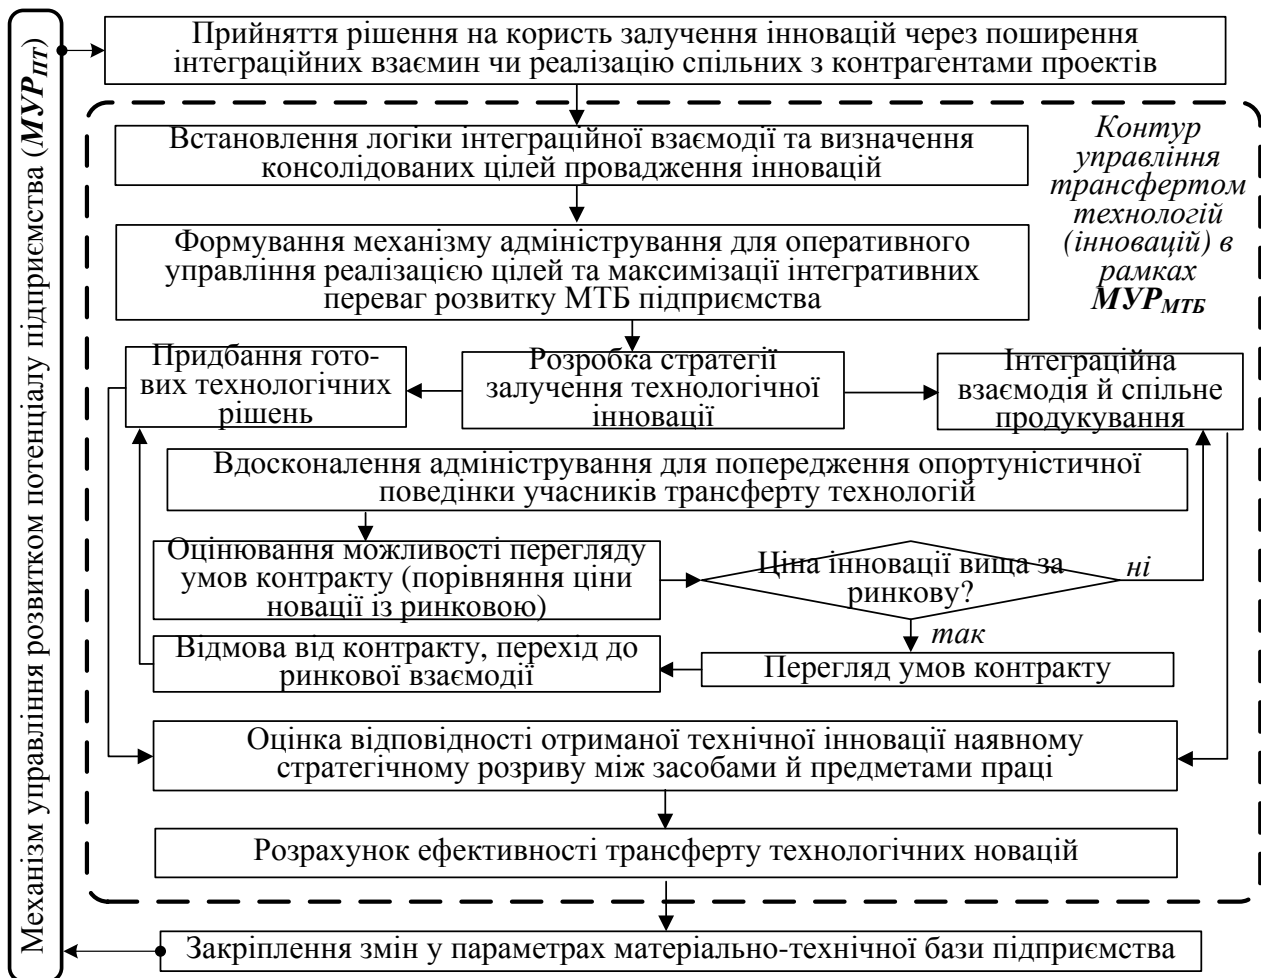 Механізм управління розвитком потенціалу підприємства (МУРПТ)
Прийняття рішення на користь залучення інновацій через поширення
інтеграційних взаємин чи реалізацію спільних з контрагентами проектів
Встановлення логіки інтеграційної взаємодії та визначення
консолідованих цілей провадження інновацій
Контур
управління
трансфертом
технологій
(інновацій) в
рамках
МУРМТБ
Формування механізму адміністрування для оперативного
управління реалізацією цілей та максимізації інтегративних
переваг розвитку МТБ підприємства
Придбання гото-
вих технологічних
рішень
Розробка стратегії
залучення технологічної
інновації
Інтеграційна
взаємодія й спільне
продукування
Вдосконалення адміністрування для попередження опортуністичної
поведінки учасників трансферту технологій
Оцінювання можливості перегляду
умов контракту (порівняння ціни
новації із ринковою)
Ціна інновації вища за
ринкову?
ні
так
Відмова від контракту, перехід до
ринкової взаємодії
Перегляд умов контракту
Оцінка відповідності отриманої технічної інновації наявному
стратегічному розриву між засобами й предметами праці
Розрахунок ефективності трансферту технологічних новацій
Закріплення змін у параметрах матеріально-технічної бази підприємства